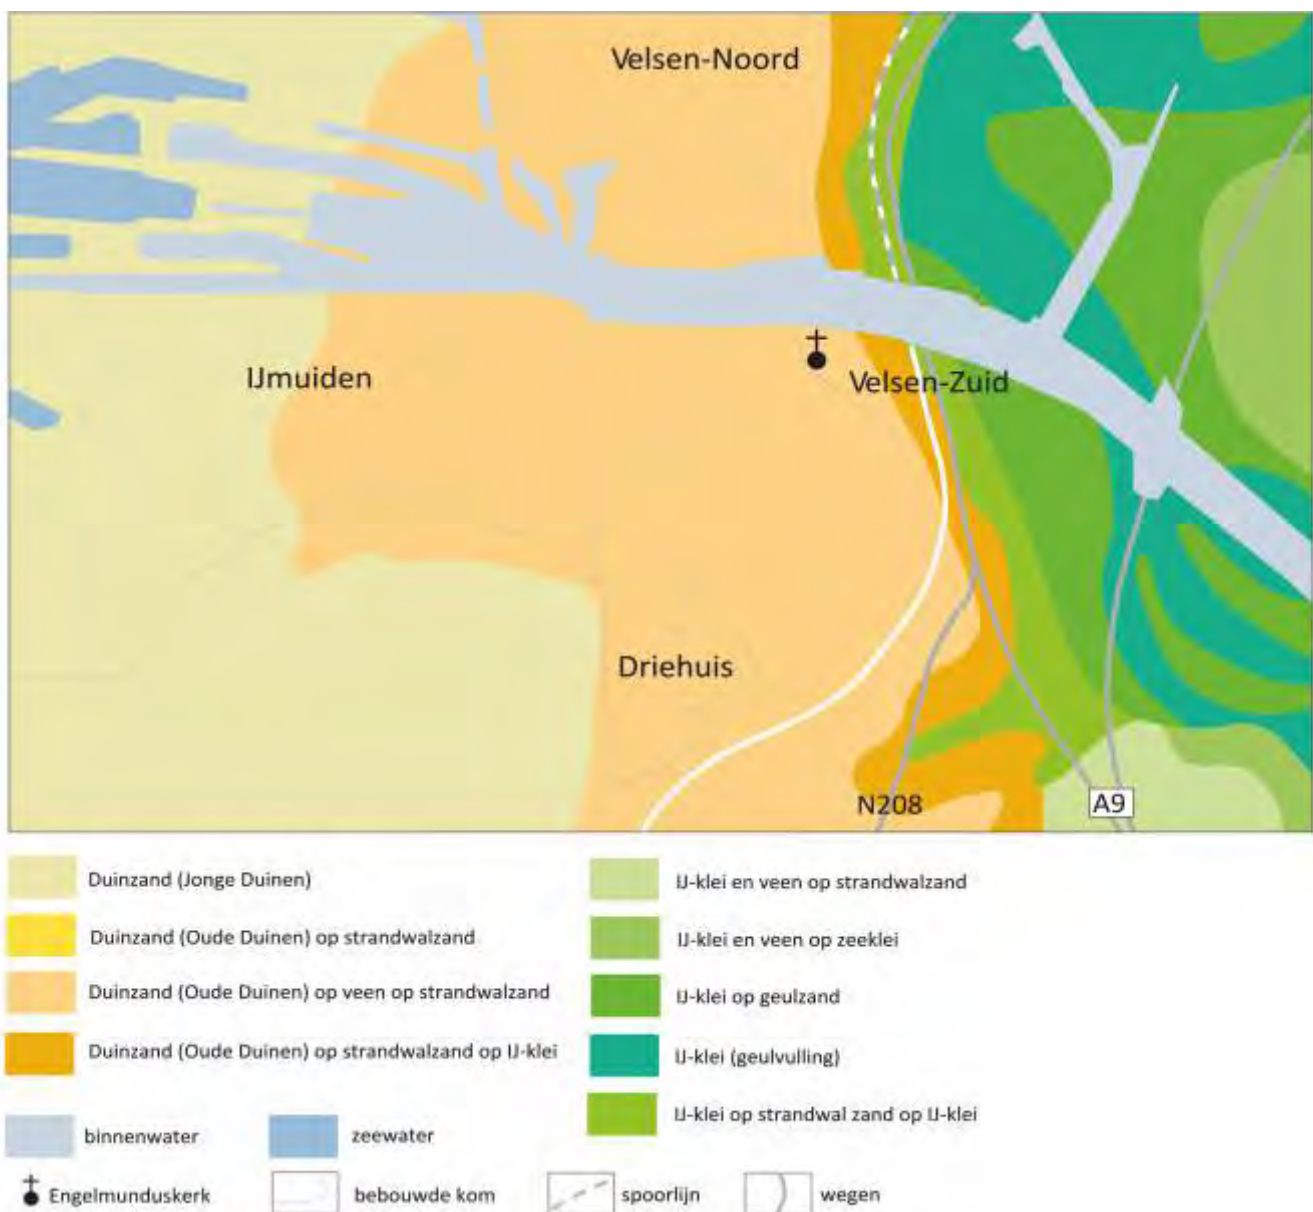 Velsen-Noord
IJmuiden
Velsen-Zuid
Driehuis
N208
A9
Duinzand (Jonge Duinen)
Duinzand (Oude Duinen) op strandwalzand
Duinzand (Oude Duinen) op veen op strandwalzand
Duinzand (Oude Duinen) op strandwalzand op IJ-klei
IJ-klei en veen op strandwalzand
IJ-klei en veen op zeeklei
IJ-klei op geulzand
IJ-klei (geulvulling)
IJ-klei op strandwal zand op IJ-klei
binnenwater
zeewater
Engelmunduskerk
bebouwde kom
spoorlijn
wegen